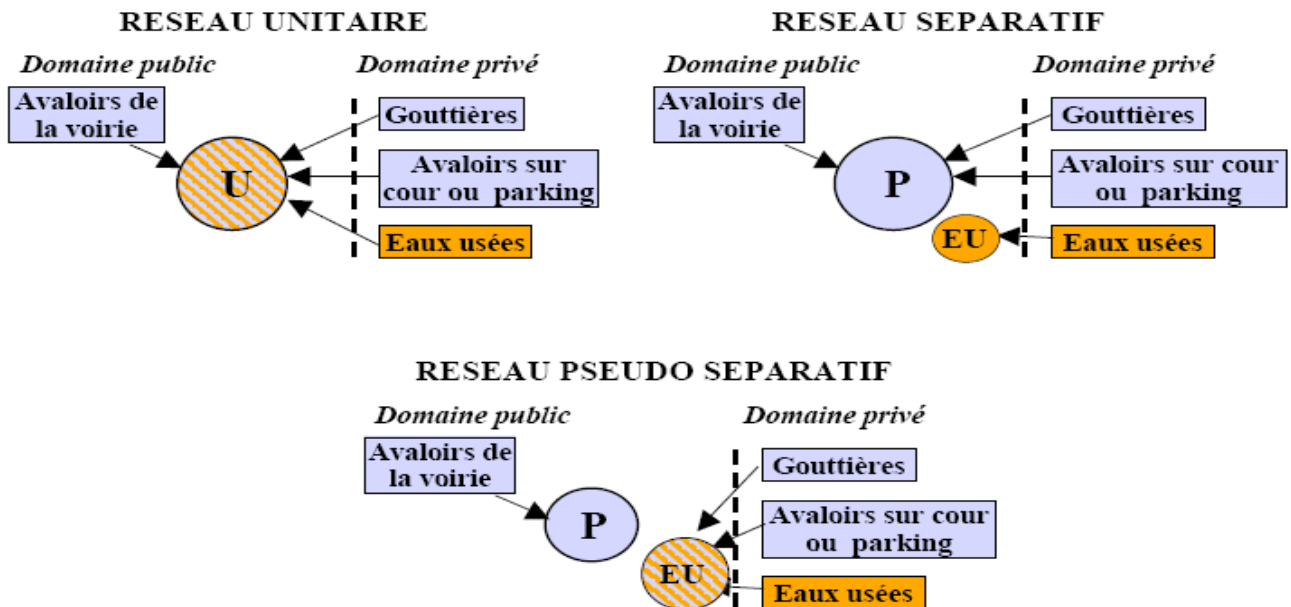 RESEAU UNITAIRE
Domaine public
Domaine privé
Avaloirs de
la voirie
Gouttières
U
Avaloirs sur
cour ou parking
Eaux usées
RESEAU SEPARATIF
Domaine public
Domaine privé
Avaloirs de
la voirie
Gouttières
P
Avaloirs sur cour
ou parking
EU
Eaux usées
RESEAU PSEUDO SEPARATIF
Domaine public
Domaine privé
Avaloirs de
la voirie
Gouttières
P
Avaloirs sur cour
ou parking
EU
Eaux usées